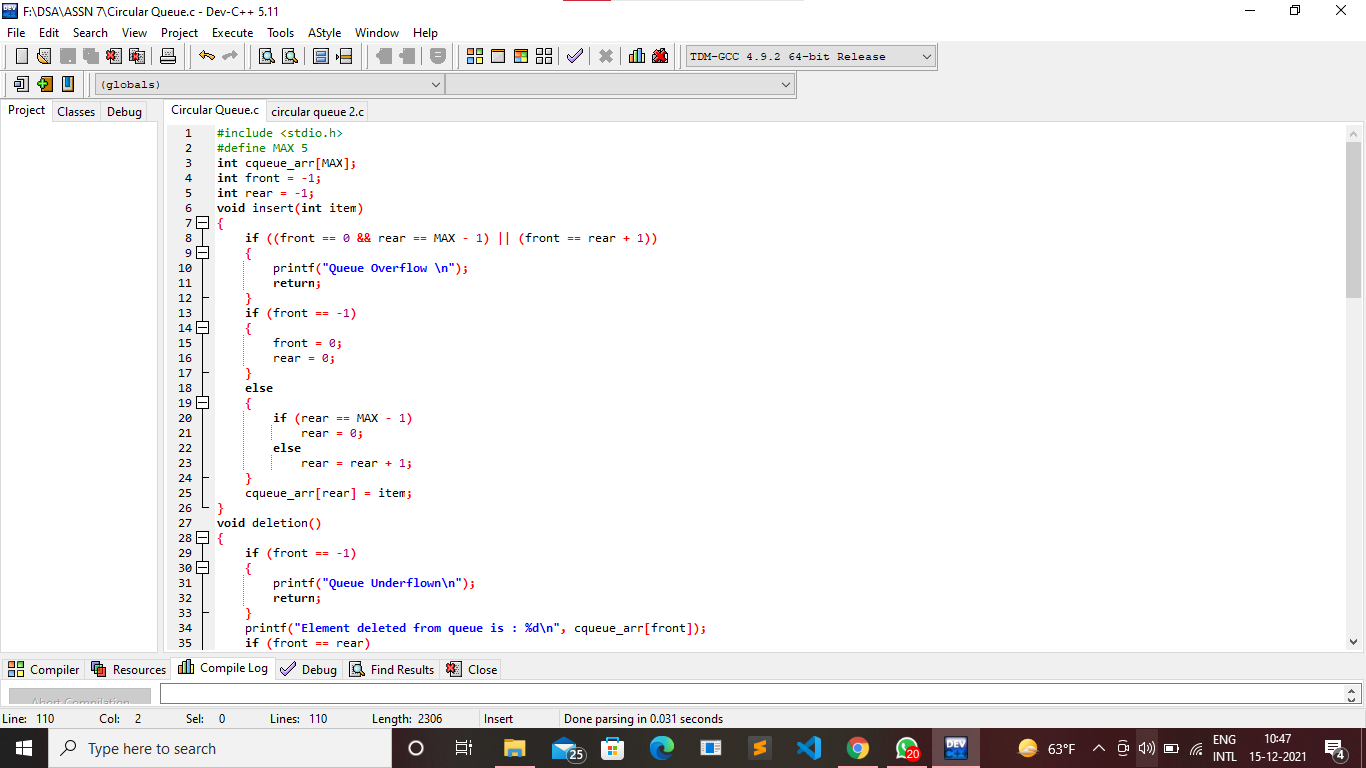 F:\DSA\ASSN 7\Circular Queue.c - Dev-C++ 5.11
File Edit Search View Project Execute Tools AStyle Window Help
TDM-GCC 4.9.2 64-bit Release
(globals)
Project Classes Debug
Circular Queue.c circular queue 2.c
1 #include <stdio.h>
2 #define MAX 5
3 int cqueue_arr[MAX];
4 int front = -1;
5 int rear = -1;
6 void insert(int item)
7 {
8 if ((front == 0 && rear == MAX - 1) || (front == rear + 1))
9 {
10 printf("Queue Overflow \n");
11 return;
12 }
13 if (front == -1)
14 {
15 front = 0;
16 rear = 0;
17 }
18 else
19 {
20 if (rear == MAX - 1)
21 rear = 0;
22 else
23 rear = rear + 1;
24 }
25 cqueue_arr[rear] = item;
26 }
27 void deletion()
28 {
29 if (front == -1)
30 {
31 printf("Queue Underflown\n");
32 return;
33 }
34 printf("Element deleted from queue is : %d\n", cqueue_arr[front]);
35 if (front == rear)
Compiler Resources Compile Log Debug Find Results Close
Abort Compilation
Line: 110 Col: 2 Sel: 0 Lines: 110 Length: 2306 Insert Done parsing in 0.031 seconds
Type here to search
25
20
DEV
63°F
ENG
INTL
10:47
15-12-2021
4